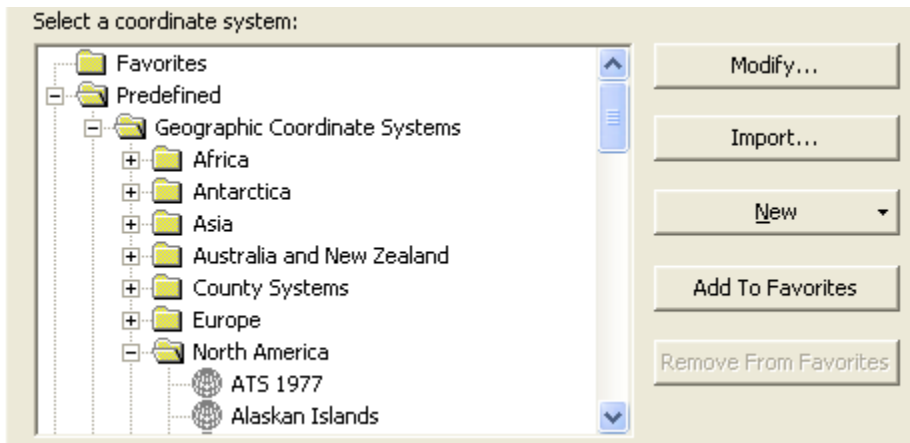 Select a coordinate system:
Favorites
Predefined
Geographic Coordinate Systems
Africa
Antarctica
Asia
Australia and New Zealand
County Systems
Europe
North America
ATS 1977
Alaskan Islands
Modify...
Import...
New
Add To Favorites
Remove From Favorites